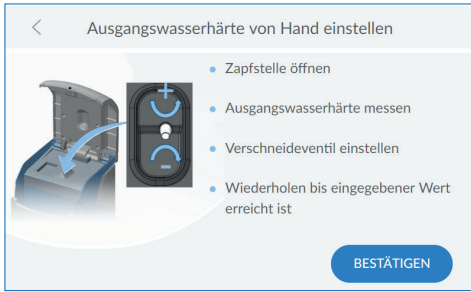 Ausgangswasserhärte von Hand einstellen
Zapfstelle öffnen
Ausgangswasserhärte messen
Verschneideventil einstellen
Wiederholen bis eingegebener Wert
erreicht ist
BESTÄTIGEN